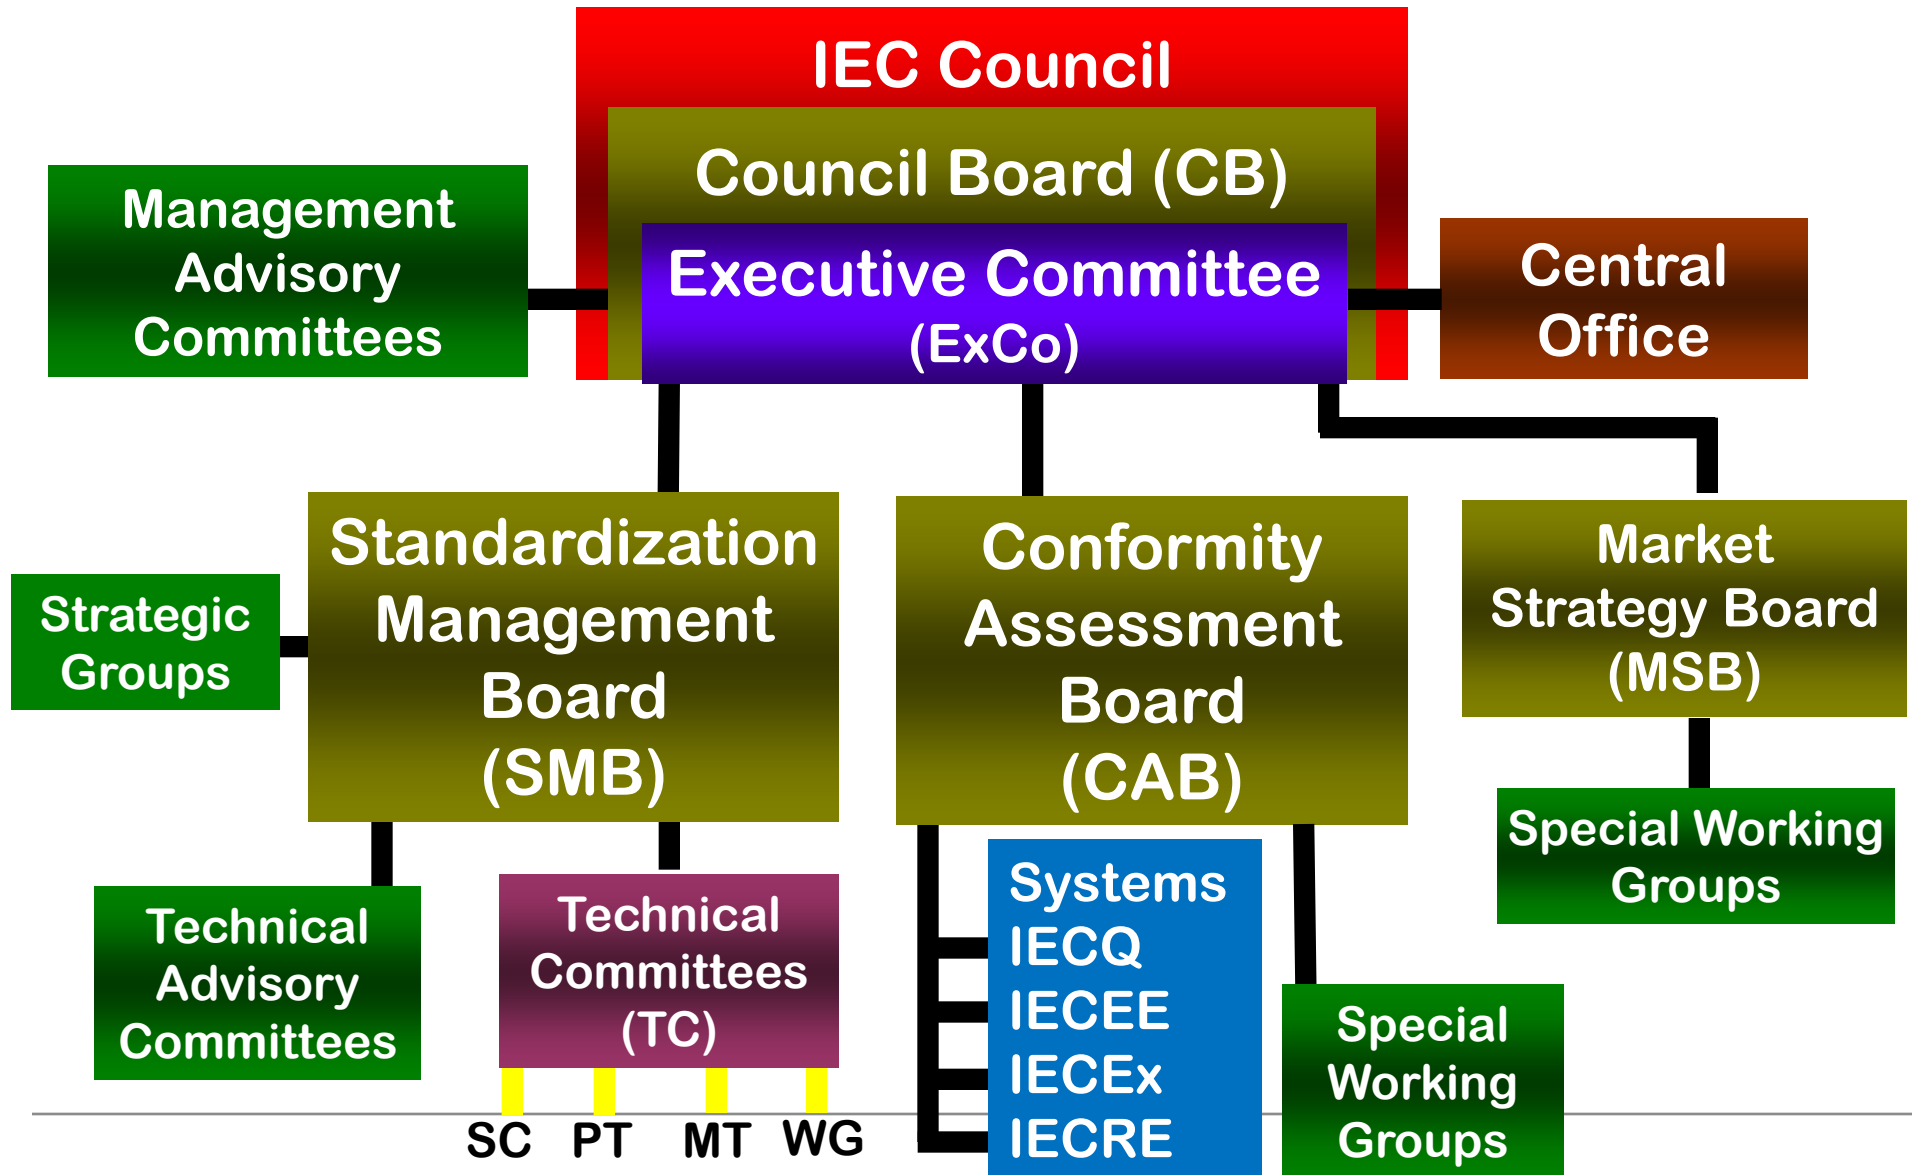 IEC Council
Council Board (CB)
Management
Advisory
Committees
Executive Committee
(ExCo)
Central
Office
Standardization
Management
Board
(SMB)
Strategic
Groups
Conformity
Assessment
Board
(CAB)
Market
Strategy Board
(MSB)
Technical
Advisory
Committees
Technical
Committees
(TC)
SC PT MT WG
Systems
IECQ
IECEE
IECEx
IECRE
Special
Working
Groups
Special Working
Groups